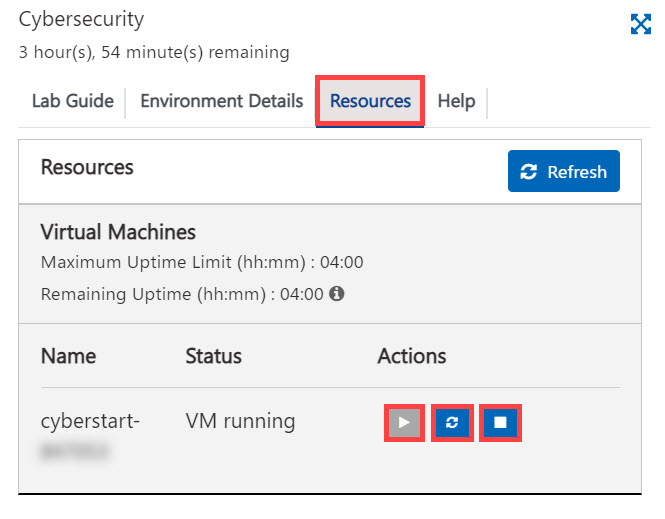 Cybersecurity
3 hour(s), 54 minute(s) remaining
Lab Guide Environment Details Resources Help
Resources Refresh
Virtual Machines
Maximum Uptime Limit (hh:mm) : 04:00
Remaining Uptime (hh:mm) : 04:00
Name Status Actions
cyberstart- VM running